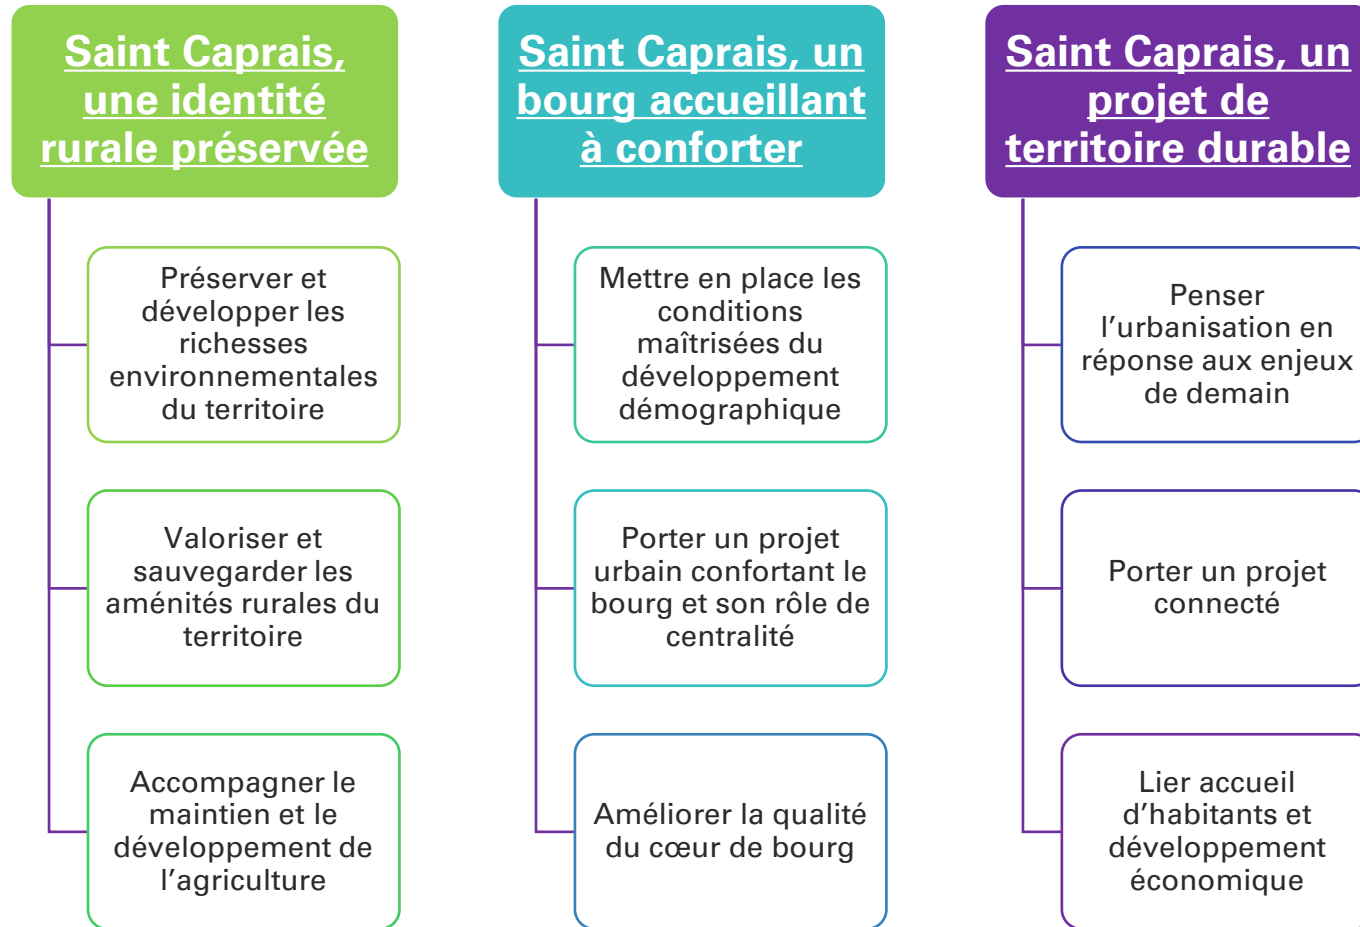 Saint Caprais,
une identité
rurale préservée
Préserver et
développer les
richesses
environnementales
du territoire
Valoriser et
sauvegarder les
aménités rurales du
territoire
Accompagner le
maintien et le
développement de
l’agriculture
Saint Caprais, un
bourg accueillant
à conforter
Mettre en place les
conditions
maîtrisées du
développement
démographique
Porter un projet
urbain confortant le
bourg et son rôle de
centralité
Améliorer la qualité
du cœur de bourg
Saint Caprais, un
projet de
territoire durable
Penser
l’urbanisation en
réponse aux enjeux
de demain
Porter un projet
connecté
Lier accueil
d’habitants et
développement
économique